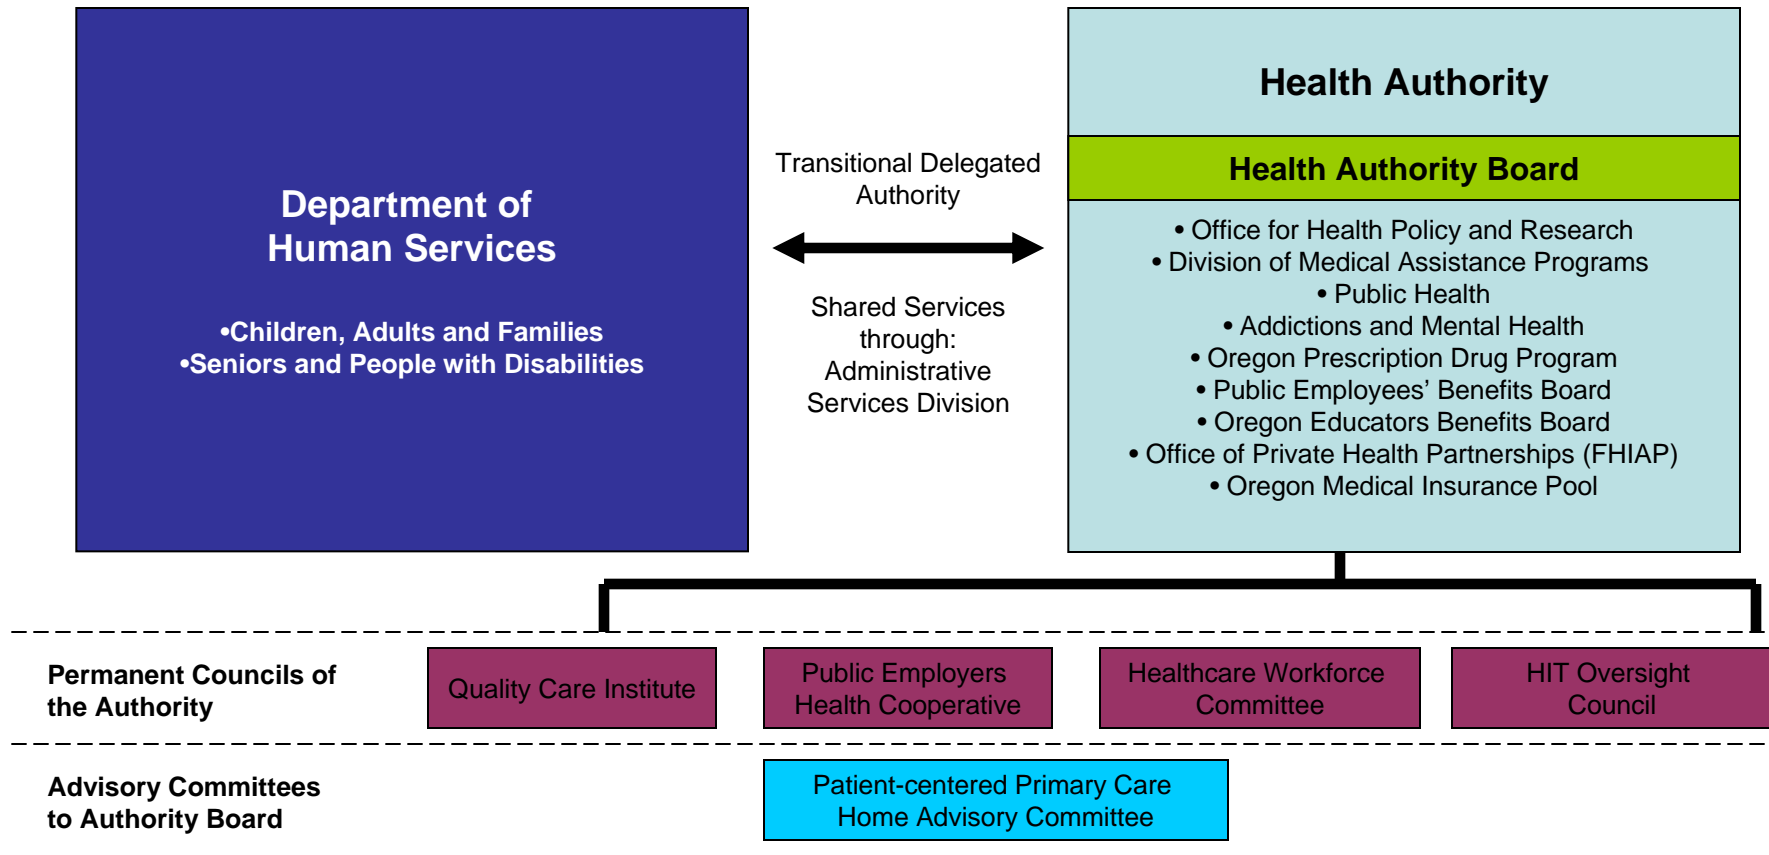 Department of
Human Services
•Children, Adults and Families
•Seniors and People with Disabilities
Transitional Delegated
Authority
Shared Services
through:
Administrative
Services Division
Health Authority
Health Authority Board
• Office for Health Policy and Research
• Division of Medical Assistance Programs
• Public Health
• Addictions and Mental Health
• Oregon Prescription Drug Program
• Public Employees’ Benefits Board
• Oregon Educators Benefits Board
• Office of Private Health Partnerships (FHIAP)
• Oregon Medical Insurance Pool
Permanent Councils of
the Authority
Quality Care Institute
Public Employers
Health Cooperative
Healthcare Workforce
Committee
HIT Oversight
Council
Advisory Committees
to Authority Board
Patient-centered Primary Care
Home Advisory Committee